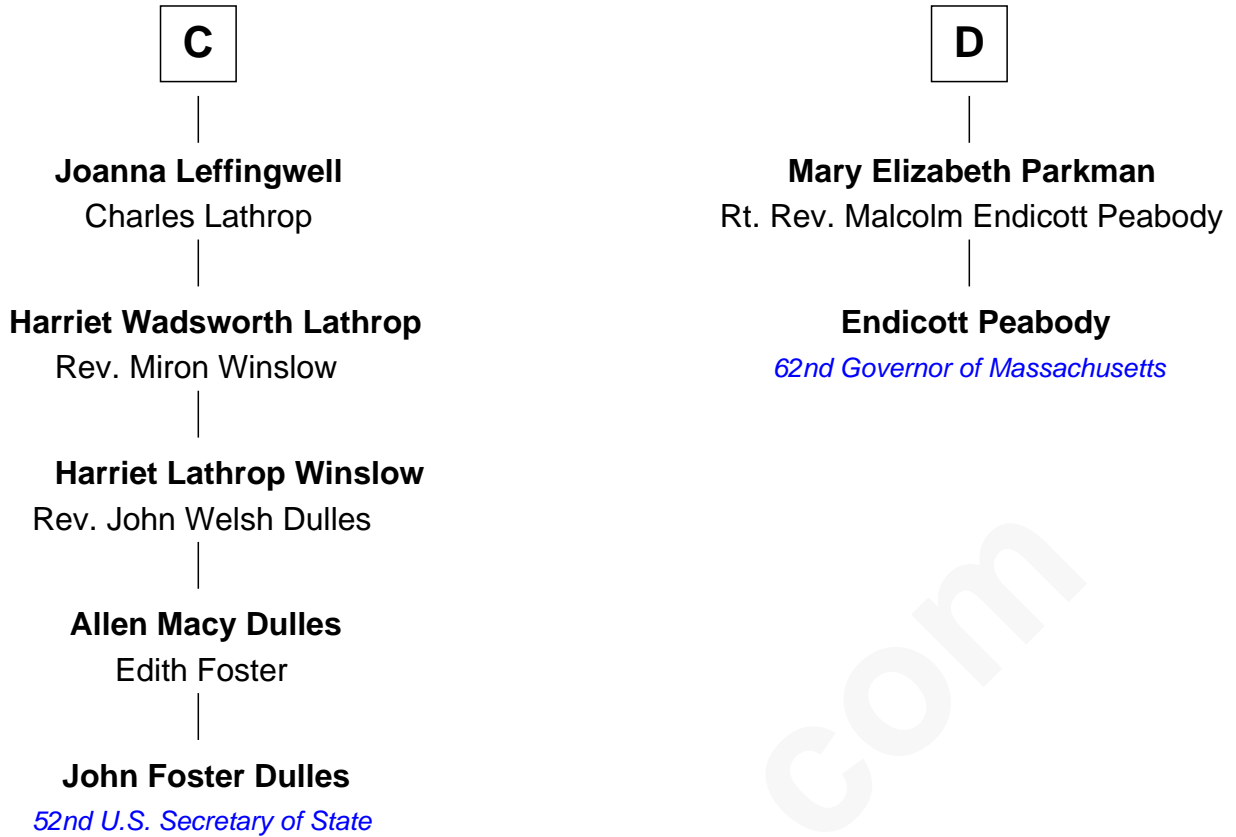 C
Joanna Leffingwell
Charles Lathrop
Harriet Wadsworth Lathrop
Rev. Miron Winslow
Harriet Lathrop Winslow
Rev. John Welsh Dulles
Allen Macy Dulles
Edith Foster
John Foster Dulles
52nd U.S. Secretary of State
D
Mary Elizabeth Parkman
Rt. Rev. Malcolm Endicott Peabody
Endicott Peabody
62nd Governor of Massachusetts
com